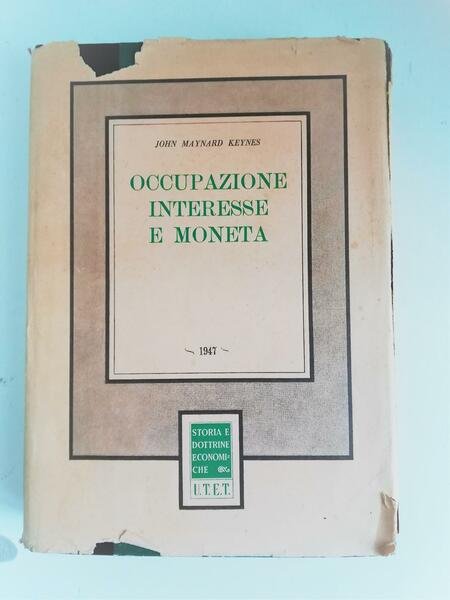 JOHN MAYNARD KEYNES
OCCUPAZIONE
INTERESSE
E MONETA
1947
STORIA E
DOTTRINE
ECONOMI-
CHE
U.T.E.T.